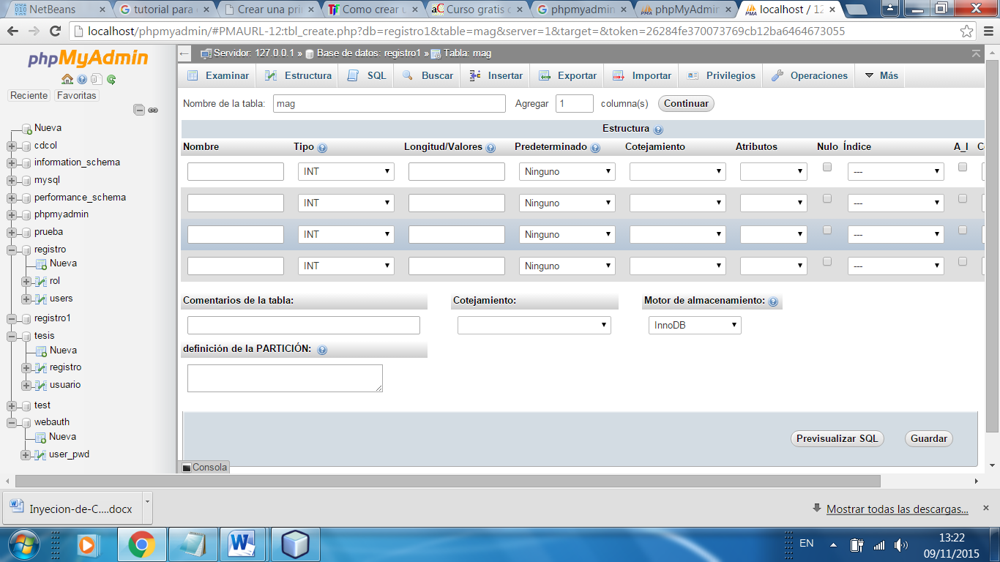 NetBeans
tutorial para
Crear una pri
Como crear u
Curso gratis
phpmyadmin
phpMyAdmin
localhost / 12
localhost/phpmyadmin/#PMAURL-12:tbl_create.php?db=registro1&table=mag&server=1&target=&token=26284fe370073769cb12ba6464673055
phpMyAdmin
Reciente Favoritas
Nueva
cdcol
information_schema
mysql
performance_schema
phpmyadmin
prueba
registro
Nueva
rol
users
registro1
tesis
Nueva
registro
usuario
test
webauth
Nueva
user_pwd
Servidor: 127.0.0.1 » Base de datos: registro1 » Tabla: mag
Examinar Estructura SQL Buscar Insertar Exportar Importar Privilegios Operaciones Más
Nombre de la tabla: mag Agregar 1 columna(s) Continuar
Estructura
Nombre Tipo Longitud/Valores Predeterminado Cotejamiento Atributos Nulo Índice A_I
INT Ninguno ---
INT Ninguno ---
INT Ninguno ---
INT Ninguno ---
Comentarios de la tabla: Cotejamiento: Motor de almacenamiento:
InnoDB
definición de la PARTICIÓN:
Previsualizar SQL Guardar
Consola
Inyecion-de-C....docx
Mostrar todas las descargas...
EN
13:22
09/11/2015